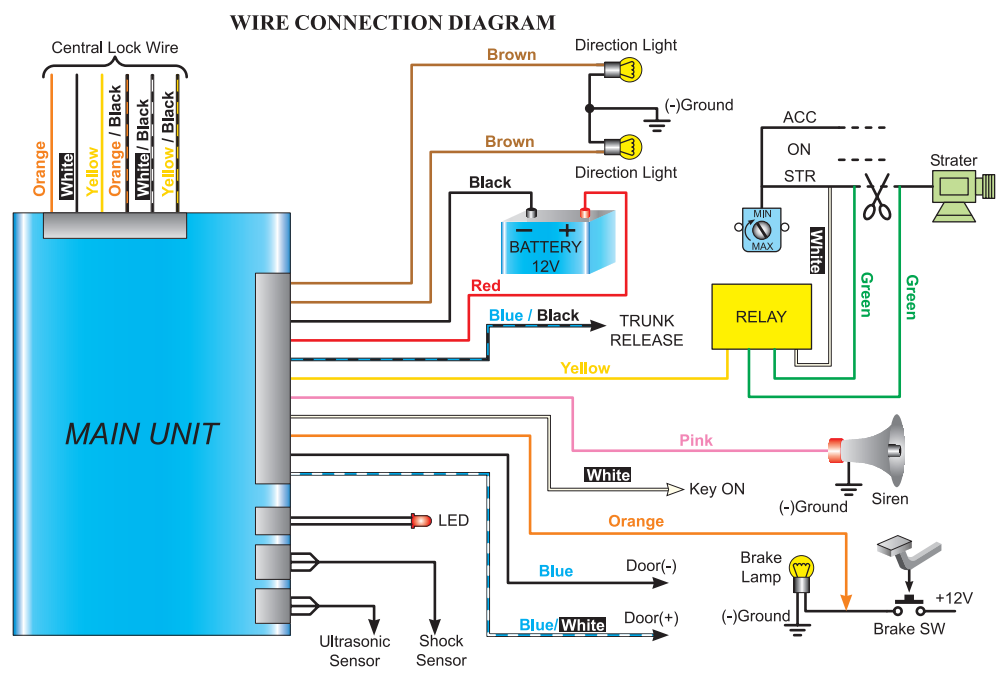 WIRE CONNECTION DIAGRAM
Central Lock Wire
Orange
White
Yellow
Orange / Black
White / Black
Yellow / Black
Brown
Direction Light
(-)Ground
Brown
Direction Light
Black
BATTERY
12V
Red
Blue / Black
TRUNK
RELEASE
Yellow
ACC
ON
STR
Strater
MIN
MAX
White
Green
Green
RELAY
MAIN UNIT
Pink
Siren
(-)Ground
White
Key ON
Orange
LED
Blue
Door(-)
Blue/White
Door(+)
Brake
Lamp
(-)Ground
+12V
Brake SW
Ultrasonic
Sensor
Shock
Sensor